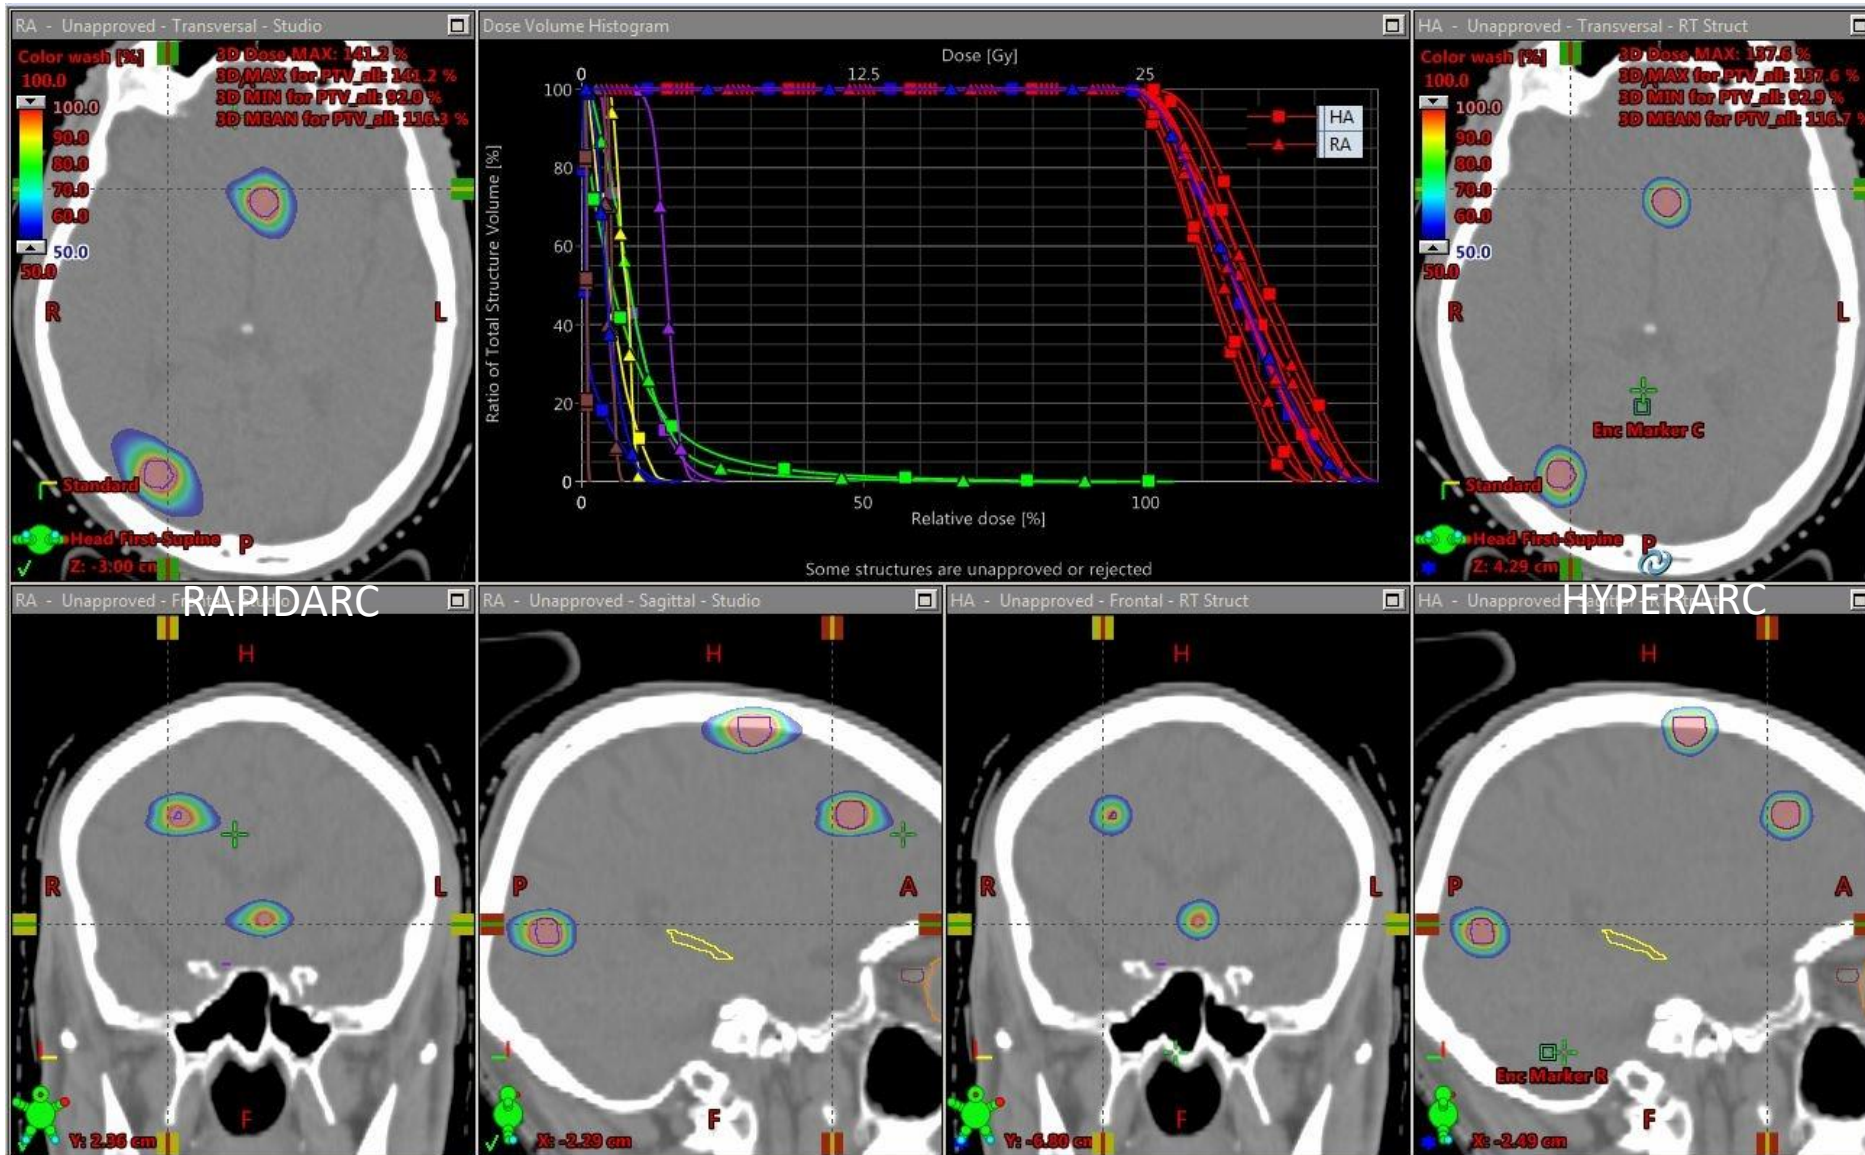 RA - Unapproved - Transversal - Studio
Color wash [%]
100.0
100.0
90.0
80.0
70.0
60.0
50.0
50.0
3D Dose MAX: 141.2 %
3D MAX for PTV_all: 141.2 %
3D MIN for PTV_all: 92.0 %
3D MEAN for PTV_all: 116.3 %
R
L
Standard
Head First-Supine
P
Z: -3.00 cm
Dose Volume Histogram
Dose [Gy]
0
12.5
25
100
80
60
40
20
0
Ratio of Total Structure Volume [%]
HA
RA
0
50
100
Relative dose [%]
Some structures are unapproved or rejected
HA - Unapproved - Transversal - RT Struct
Color wash [%]
100.0
100.0
90.0
80.0
70.0
60.0
50.0
50.0
3D Dose MAX: 137.6 %
3D MAX for PTV_all: 137.6 %
3D MIN for PTV_all: 92.9 %
3D MEAN for PTV_all: 116.7 %
R
L
Enc Marker C
Standard
Head First-Supine
P
Z: 4.29 cm
RA - Unapproved - Frontal - Studio
RAPIDARC
H
R
L
F
Y: 2.36 cm
RA - Unapproved - Sagittal - Studio
H
P
A
F
X: -2.29 cm
HA - Unapproved - Frontal - RT Struct
H
R
L
F
Y: -6.80 cm
HA - Unapproved - Sagittal - RT Struct
HYPERARC
H
P
A
Enc Marker R
F
X: -2.49 cm